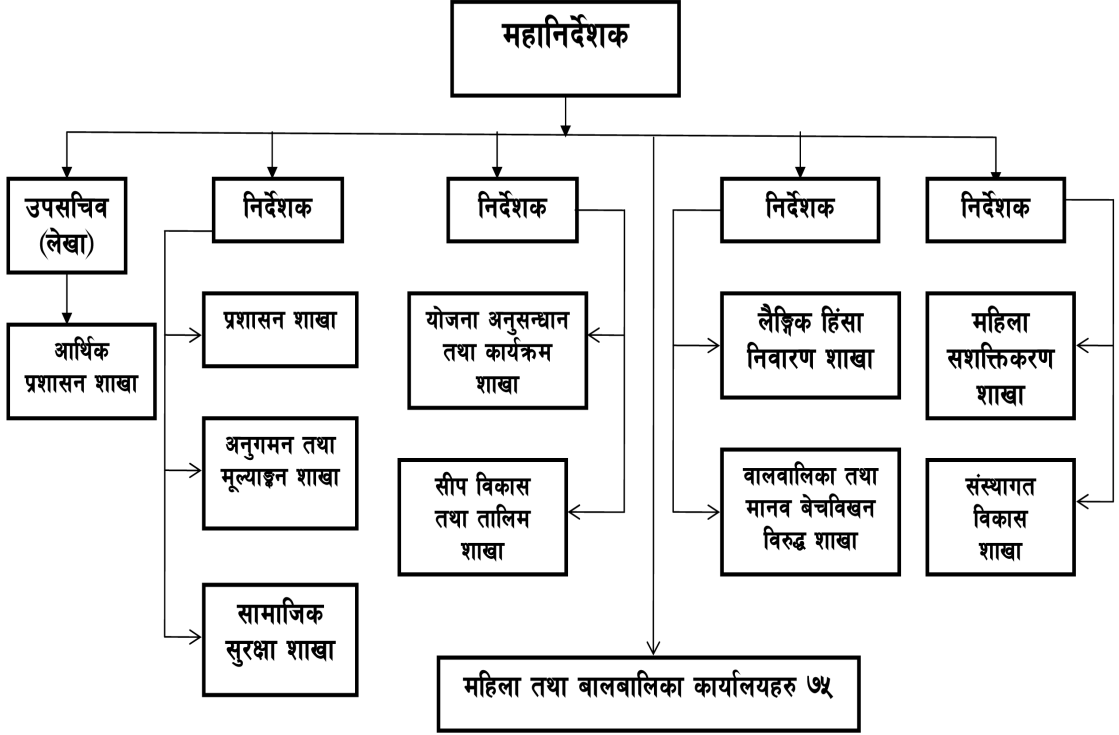 महानिर्देशक
उपसचिव
(लेखा)
निर्देशक
निर्देशक
निर्देशक
निर्देशक
आर्थिक
प्रशासन शाखा
प्रशासन शाखा
अनुगमन तथा
मूल्याङ्कन शाखा
सामाजिक
सुरक्षा शाखा
योजना अनुसन्धान
तथा कार्यक्रम
शाखा
सीप विकास
तथा तालिम
शाखा
लैङ्गिक हिंसा
निवारण शाखा
वालवालिका तथा
मानव बेचविखन
विरुद्ध शाखा
महिला
सशक्तिकरण
शाखा
संस्थागत
विकास
शाखा
महिला तथा बालबालिका कार्यालयहरु ७५